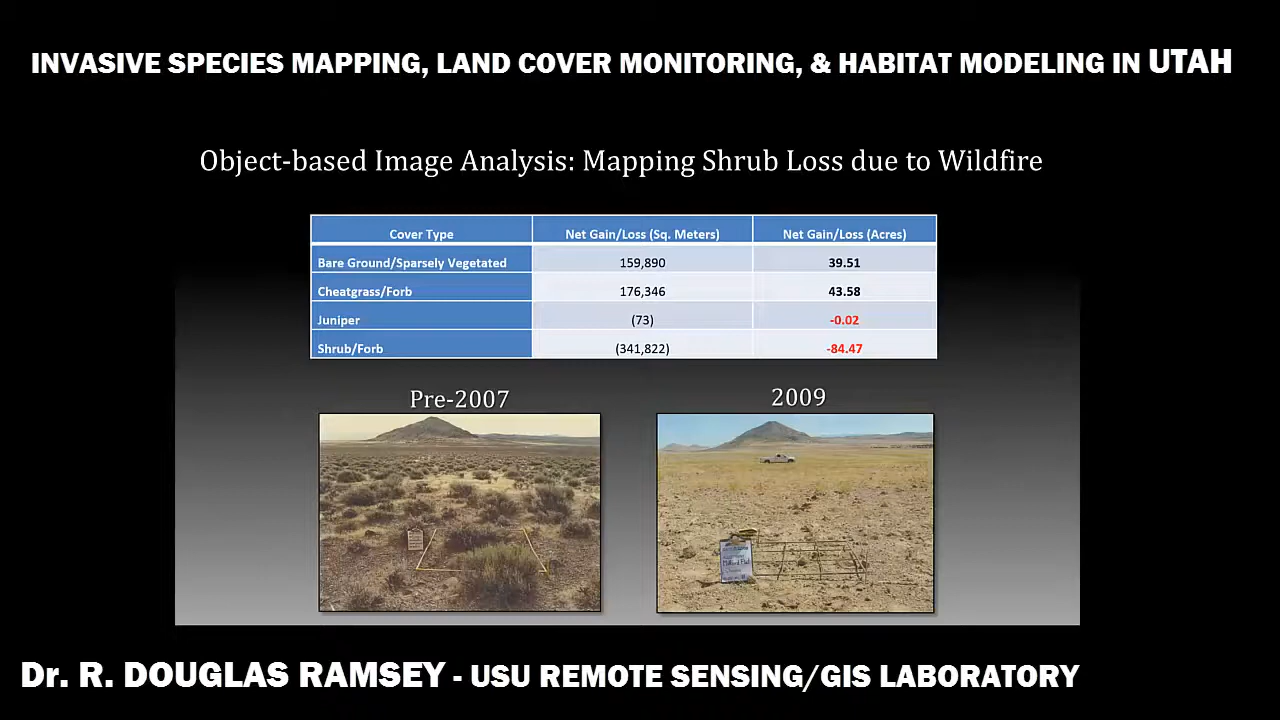 INVASIVE SPECIES MAPPING, LAND COVER MONITORING, & HABITAT MODELING IN UTAH
Object-based Image Analysis: Mapping Shrub Loss due to Wildfire
Cover Type Net Gain/Loss (Sq. Meters) Net Gain/Loss (Acres)
Bare Ground/Sparsely Vegetated 159,890 39.51
Cheatgrass/Forb 176,346 43.58
Juniper (73) -0.02
Shrub/Forb (341,822) -84.47
Pre-2007
2009
Milford Flat
Dr. R. DOUGLAS RAMSEY - USU REMOTE SENSING/GIS LABORATORY